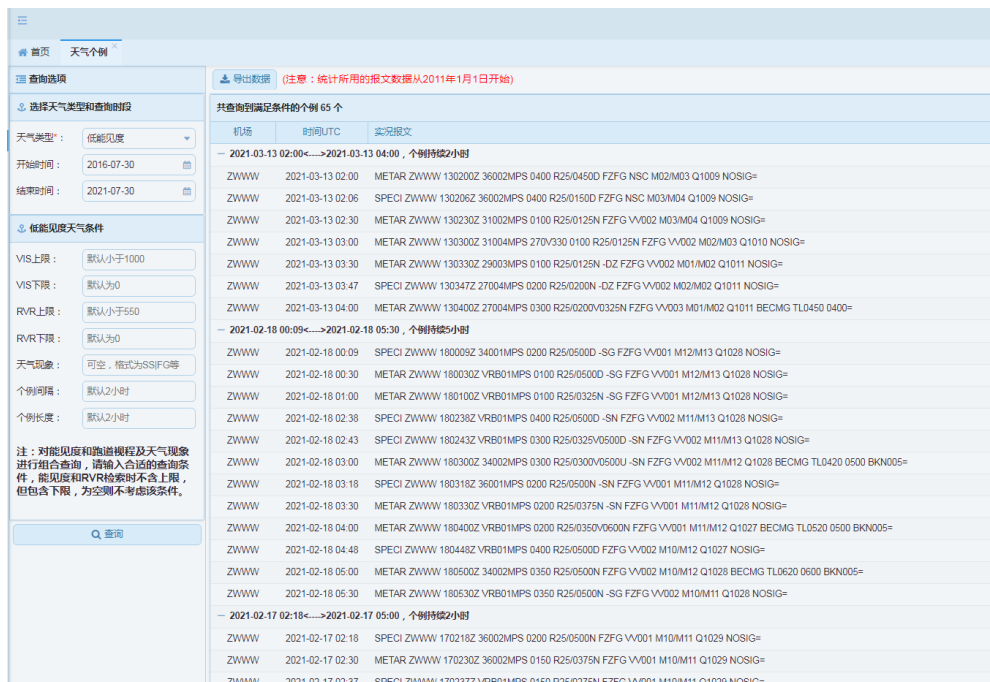 首页
天气个例
查询选项
选择天气类型和查询时段
天气类型*：
低能见度
开始时间：
2016-07-30
结束时间：
2021-07-30
低能见度天气条件
VIS上限：
默认小于1000
VIS下限：
默认为0
RVR上限：
默认小于550
RVR下限：
默认为0
天气现象：
可空，格式为SS|FG等
个例间隔：
默认2小时
个例长度：
默认2小时
注：对能见度和跑道视程及天气现象
进行组合查询，请输入合适的查询条
件，能见度和RVR检索时不含上限，
但包含下限，为空则不考虑该条件。
查询
导出数据 (注意：统计所用的报文数据从2011年1月1日开始)
共查询到满足条件的个例 65 个
机场 时间UTC 实况报文
2021-03-13 02:00<---->2021-03-13 04:00，个例持续2小时
ZWWW 2021-03-13 02:00 METAR ZWWW 130200Z 36002MPS 0400 R25/0450D FZFG NSC M02/M03 Q1009 NOSIG=
ZWWW 2021-03-13 02:06 SPECI ZWWW 130206Z 36002MPS 0400 R25/0150D FZFG NSC M03/M04 Q1009 NOSIG=
ZWWW 2021-03-13 02:30 METAR ZWWW 130230Z 31002MPS 0100 R25/0125N FZFG VV002 M03/M04 Q1009 NOSIG=
ZWWW 2021-03-13 03:00 METAR ZWWW 130300Z 31004MPS 270V330 0100 R25/0125N FZFG VV002 M02/M03 Q1010 NOSIG=
ZWWW 2021-03-13 03:30 METAR ZWWW 130330Z 29003MPS 0100 R25/0125N -DZ FZFG VV002 M01/M02 Q1011 NOSIG=
ZWWW 2021-03-13 03:47 SPECI ZWWW 130347Z 27004MPS 0200 R25/0200N -DZ FZFG VV002 M02/M02 Q1011 NOSIG=
ZWWW 2021-03-13 04:00 METAR ZWWW 130400Z 27004MPS 0300 R25/0200V0325N FZFG VV003 M01/M02 Q1011 BECMG TL0450 0400=
2021-02-18 00:09<---->2021-02-18 05:30，个例持续5小时
ZWWW 2021-02-18 00:09 SPECI ZWWW 180009Z 34001MPS 0200 R25/0500D -SG FZFG VV001 M12/M13 Q1028 NOSIG=
ZWWW 2021-02-18 00:30 METAR ZWWW 180030Z VRB01MPS 0100 R25/0500D -SG FZFG VV001 M12/M13 Q1028 NOSIG=
ZWWW 2021-02-18 01:00 METAR ZWWW 180100Z VRB01MPS 0100 R25/0325N -SG FZFG VV001 M12/M13 Q1028 NOSIG=
ZWWW 2021-02-18 02:38 SPECI ZWWW 180238Z VRB01MPS 0400 R25/0500D -SN FZFG VV002 M11/M13 Q1028 NOSIG=
ZWWW 2021-02-18 02:43 SPECI ZWWW 180243Z VRB01MPS 0300 R25/0325V0500D -SN FZFG VV002 M11/M13 Q1028 NOSIG=
ZWWW 2021-02-18 03:00 METAR ZWWW 180300Z 34002MPS 0300 R25/0300V0500U -SN FZFG VV002 M11/M12 Q1028 BECMG TL0420 0500 BKN005=
ZWWW 2021-02-18 03:18 SPECI ZWWW 180318Z 36001MPS 0200 R25/0500N -SN FZFG VV001 M11/M12 Q1028 NOSIG=
ZWWW 2021-02-18 03:30 METAR ZWWW 180330Z VRB01MPS 0200 R25/0375N -SN FZFG VV001 M11/M12 Q1028 NOSIG=
ZWWW 2021-02-18 04:00 METAR ZWWW 180400Z VRB01MPS 0200 R25/0350V0600N FZFG VV001 M11/M12 Q1027 BECMG TL0520 0500 BKN005=
ZWWW 2021-02-18 04:48 SPECI ZWWW 180448Z VRB01MPS 0400 R25/0500D FZFG VV002 M10/M12 Q1027 NOSIG=
ZWWW 2021-02-18 05:00 METAR ZWWW 180500Z 34002MPS 0350 R25/0500N FZFG VV002 M10/M12 Q1028 BECMG TL0620 0600 BKN005=
ZWWW 2021-02-18 05:30 METAR ZWWW 180530Z VRB01MPS 0350 R25/0500N -SG FZFG VV002 M10/M11 Q1028 NOSIG=
2021-02-17 02:18<---->2021-02-17 05:00，个例持续2小时
ZWWW 2021-02-17 02:18 SPECI ZWWW 170218Z 36002MPS 0200 R25/0500N FZFG VV001 M10/M11 Q1029 NOSIG=
ZWWW 2021-02-17 02:30 METAR ZWWW 170230Z 36002MPS 0150 R25/0375N FZFG VV001 M10/M11 Q1029 NOSIG=
ZWWW 2021-02-17 02:37 SPECI ZWWW 170237Z VRB01MPS 0150 R25/0275N FZFG VV001 M10/M11 Q1029 NOSIG=